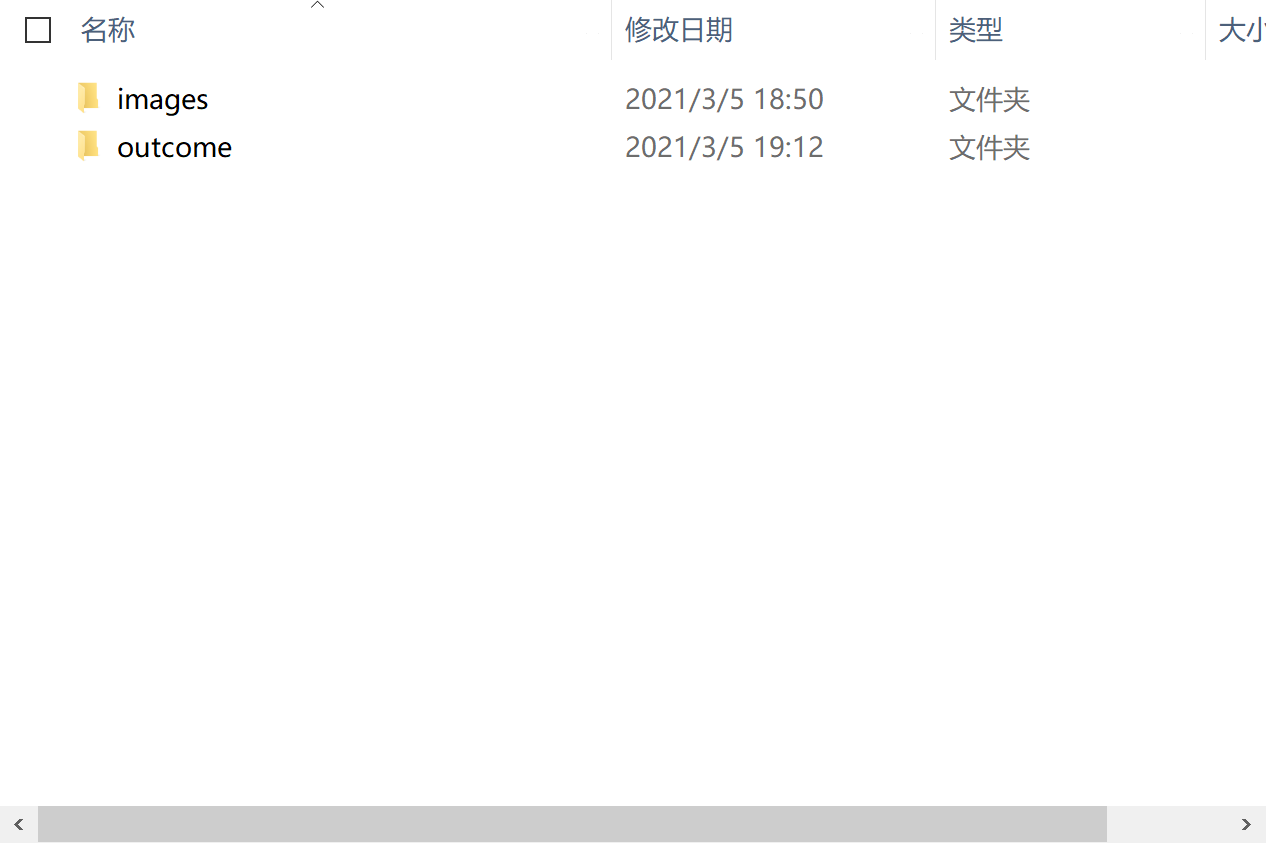 名称 修改日期 类型 大小
images 2021/3/5 18:50 文件夹
outcome 2021/3/5 19:12 文件夹